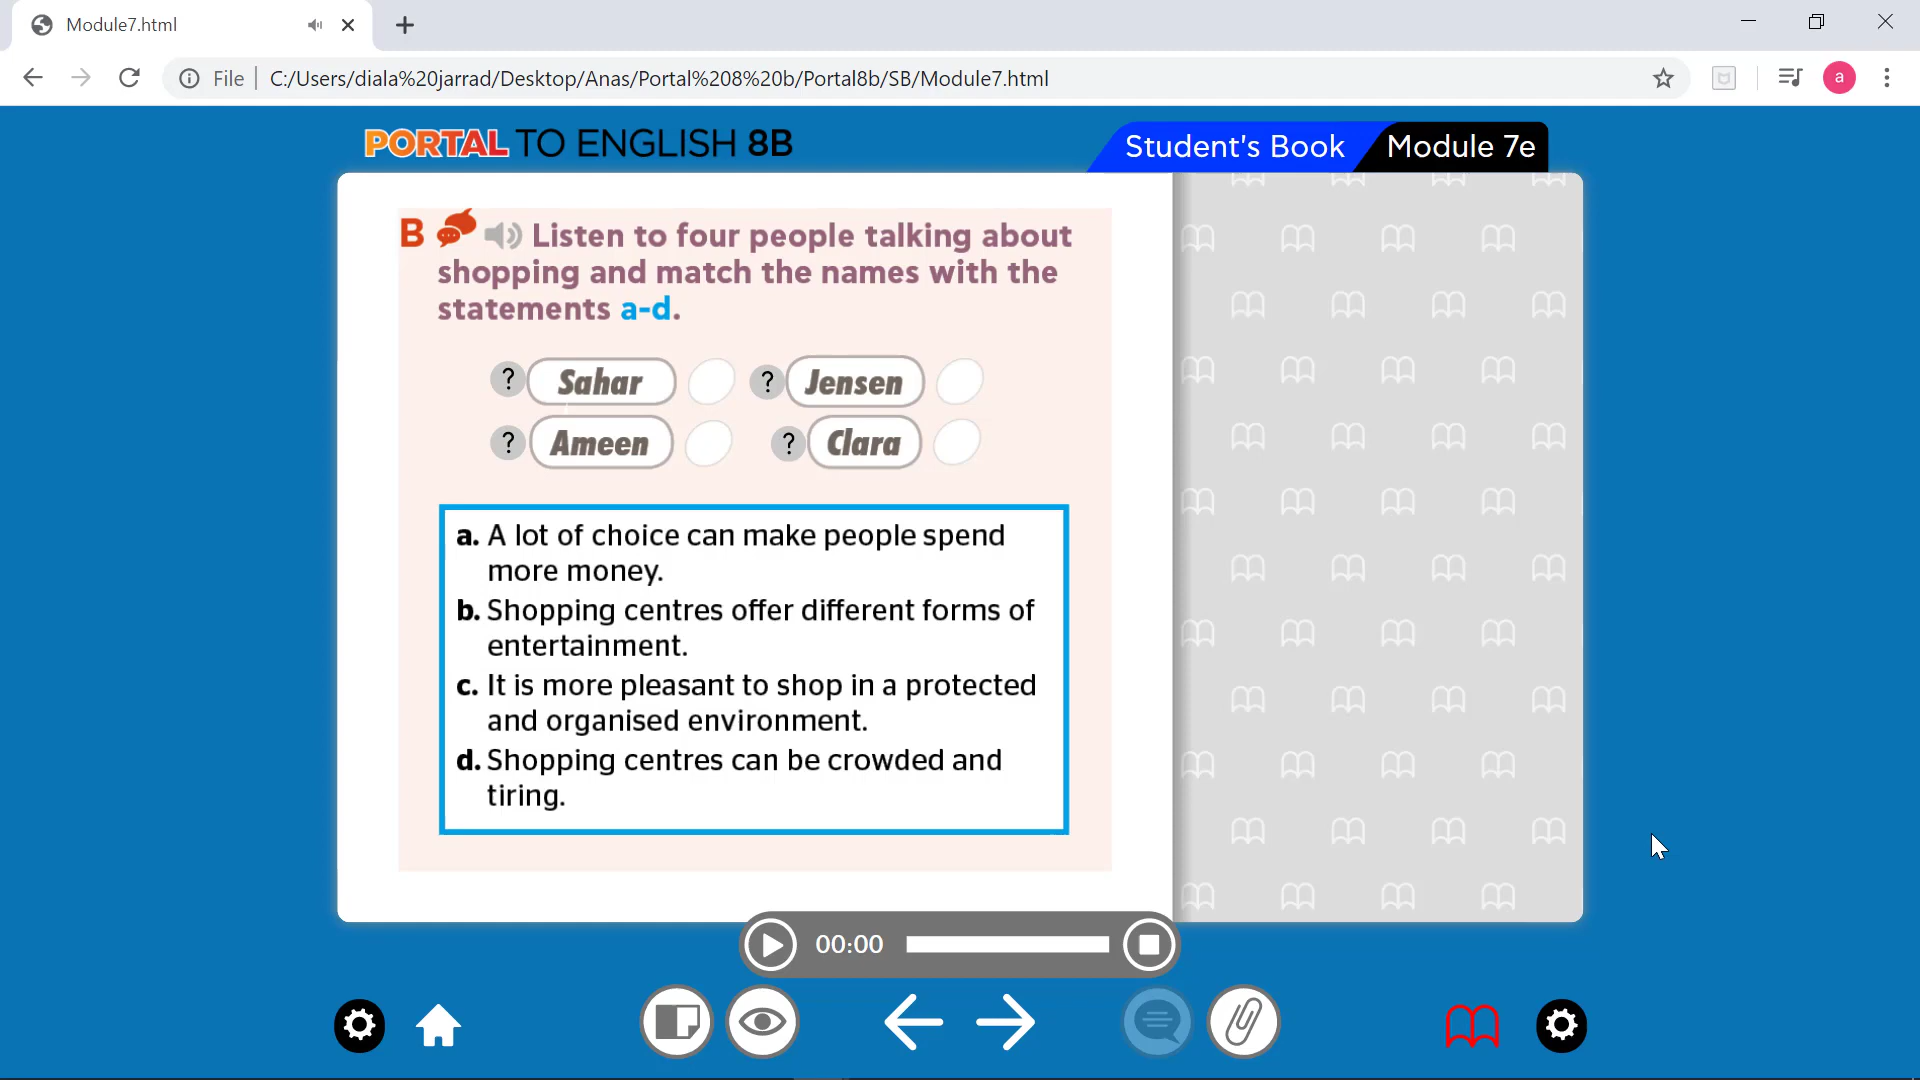 Module7.html
File
C:/Users/diala%20jarrad/Desktop/Anas/Portal%208%20b/Portal8b/SB/Module7.html
a
PORTAL TO ENGLISH 8B
Student's Book
Module 7e
B Listen to four people talking about
shopping and match the names with the
statements a-d.
? Sahar
? Jensen
? Ameen
? Clara
a. A lot of choice can make people spend
more money.
b. Shopping centres offer different forms of
entertainment.
c. It is more pleasant to shop in a protected
and organised environment.
d. Shopping centres can be crowded and
tiring.
00:00